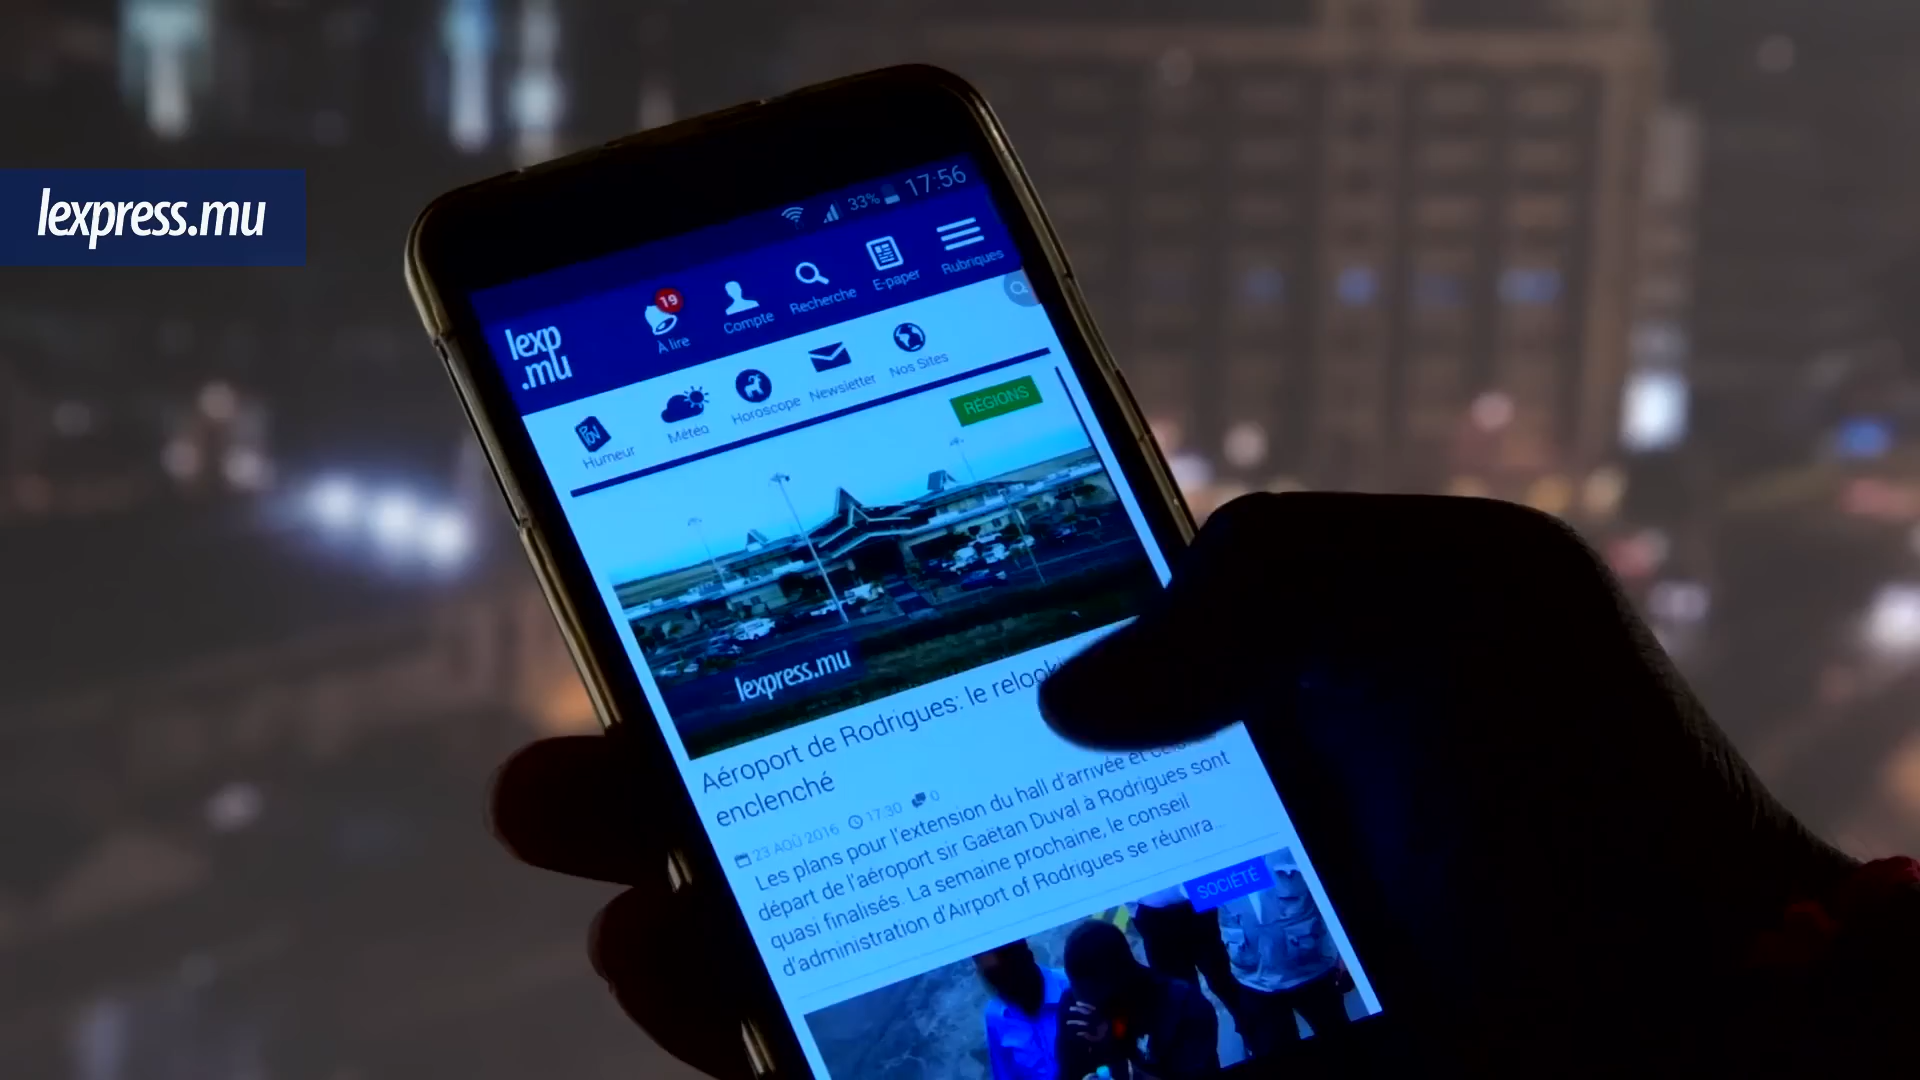 lexpress.mu
33% 17:56
lexp
.mu
19
À lire
Compte
Recherche
E-paper
Rubriques
Humeur
Météo
Horoscope
Newsletter
Nos Sites
RÉGIONS
lexpress.mu
Aéroport de Rodrigues: le
enclenché
23 AOÛ 2016 17:30 0
Les plans pour l'extension du hall d'arrivée et
départ de l'aéroport sir Gaëtan Duval à Rodrigues sont
quasi finalisés. La semaine prochaine, le conseil
d'administration d'Airport of Rodrigues se réunira...
SOCIÉTÉ